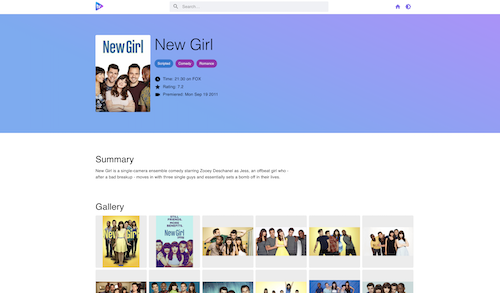 Search...
New Girl
New Girl
Comedy
Romance
Time: 21:00 on FOX
Rating: 7.2
Premiered: Mon Sep 19 2011
Summary
New Girl is a single-camera ensemble comedy starring Zooey Deschanel as Jess, an offbeat girl who -
after a bad breakup - moves in with three single guys and essentially sets a bomb off in their lives.
Gallery
New Girl
STILL
FRIENDS.
MORE
BENEFITS.
New Girl